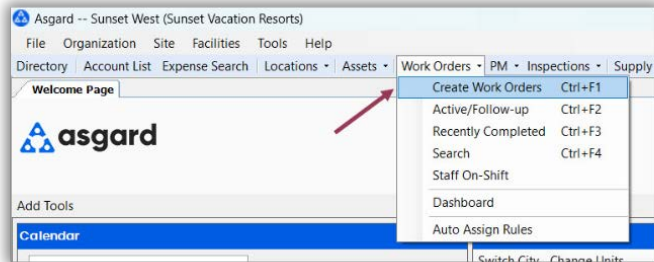 Asgard -- Sunset West (Sunset Vacation Resorts)
File Organization Site Facilities Tools Help
Directory Account List Expense Search Locations Assets Work Orders PM Inspections Supply
Welcome Page
Create Work Orders Ctrl+F1
Active/Follow-up Ctrl+F2
asgard
Recently Completed Ctrl+F3
Search Ctrl+F4
Staff On-Shift
Add Tools
Dashboard
Calendar
Auto Assign Rules
Switch City Change Units